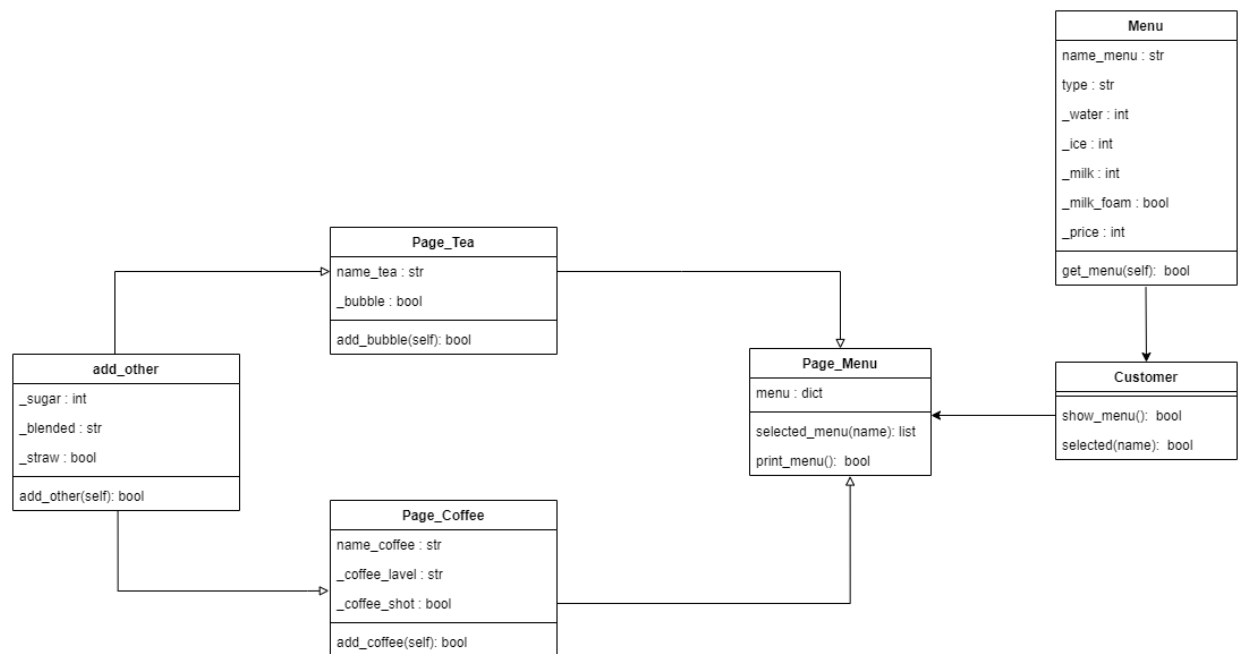 Menu
name_menu : str
type : str
_water : int
_ice : int
_milk : int
_milk_foam : bool
_price : int
get_menu(self):  bool
Page_Tea
name_tea : str
_bubble : bool
add_bubble(self): bool
add_other
_sugar : int
_blended : str
_straw : bool
add_other(self): bool
Page_Menu
menu : dict
selected_menu(name): list
print_menu():  bool
Customer
show_menu():  bool
selected(name):  bool
Page_Coffee
name_coffee : str
_coffee_lavel : str
_coffee_shot : bool
add_coffee(self): bool